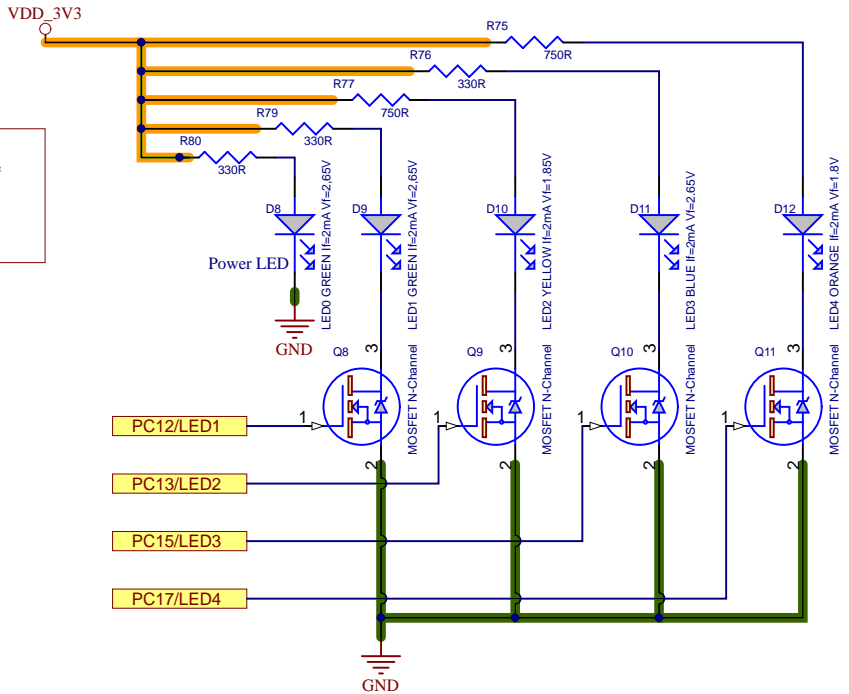 VDD_3V3
R75
750R
R76
330R
R77
750R
R79
330R
R80
330R
D8
LED0 GREEN If=2mA Vf=2,65V
D9
LED1 GREEN If=2mA Vf=2,65V
D10
LED2 YELLOW If=2mA Vf=1.85V
D11
LED3 BLUE If=2mA Vf=2.65V
D12
LED4 ORANGE If=2mA Vf=1.8V
Power LED
GND
Q8
3
1
2
MOSFET N-Channel
Q9
3
1
2
MOSFET N-Channel
Q10
3
1
2
MOSFET N-Channel
Q11
3
1
2
MOSFET N-Channel
PC12/LED1
PC13/LED2
PC15/LED3
PC17/LED4
GND